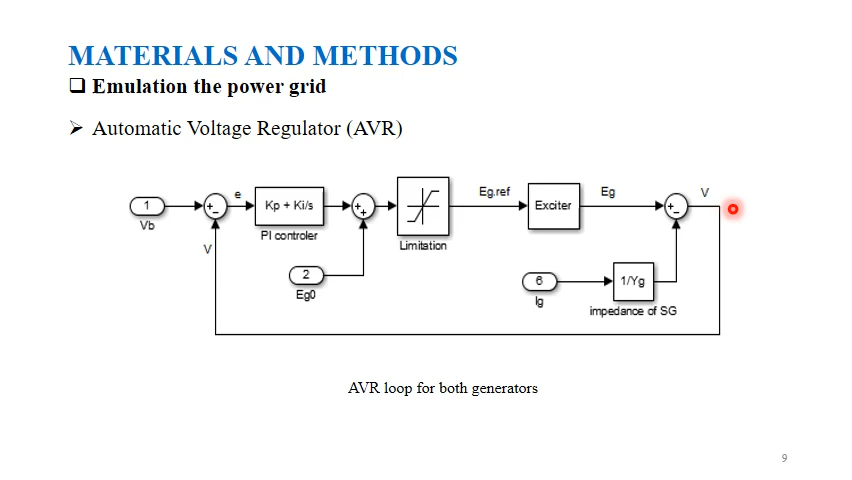 MATERIALS AND METHODS
Emulation the power grid
Automatic Voltage Regulator (AVR)
1
Vb
e
V
Kp + Ki/s
PI controler
2
Eg0
Limitation
Eg.ref
Exciter
Eg
V
6
Ig
1/Yg
impedance of SG
AVR loop for both generators
9